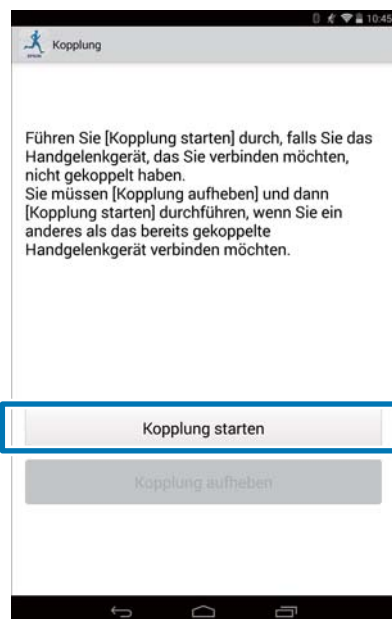 10:45
EPSON
Kopplung
Führen Sie [Kopplung starten] durch, falls Sie das
Handgelenkgerät, das Sie verbinden möchten,
nicht gekoppelt haben.
Sie müssen [Kopplung aufheben] und dann
[Kopplung starten] durchführen, wenn Sie ein
anderes als das bereits gekoppelte
Handgelenkgerät verbinden möchten.
Kopplung starten
Kopplung aufheben